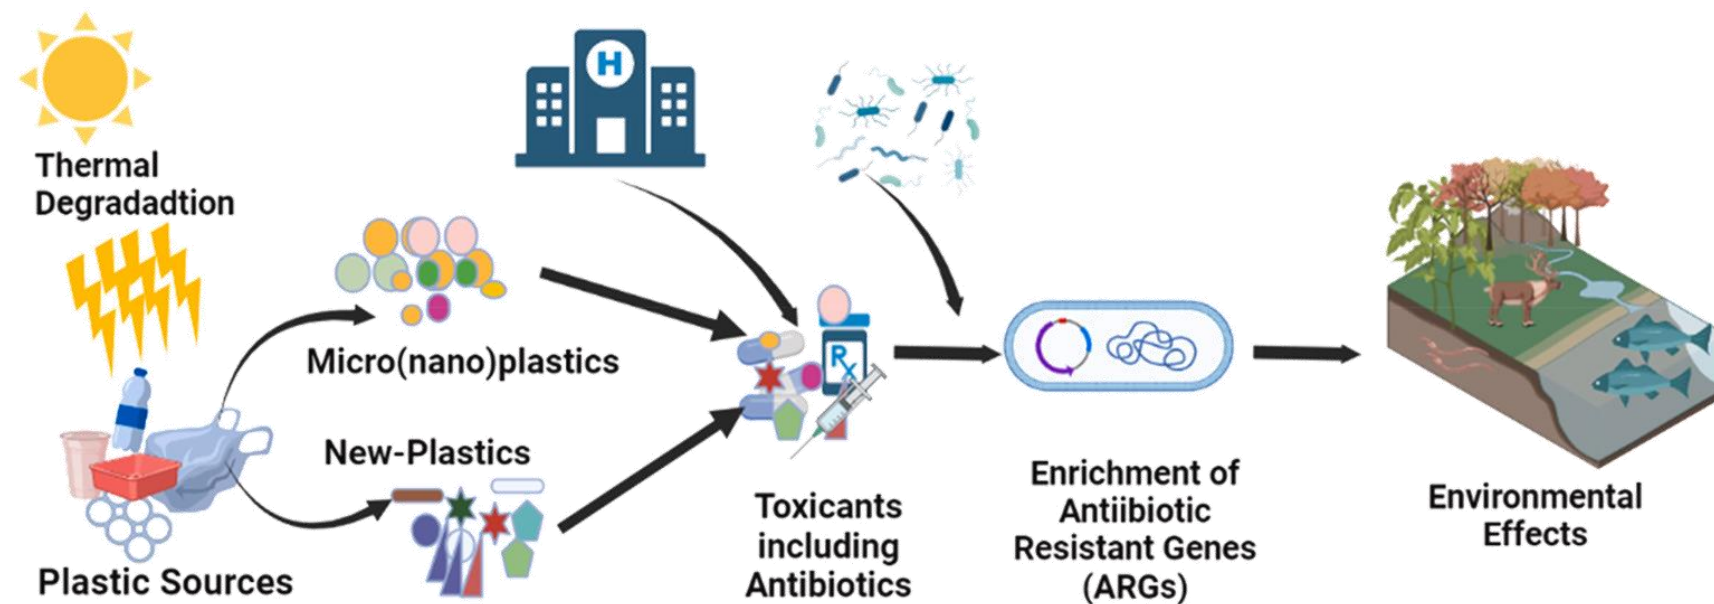 H
Thermal
Degradadtion
Micro(nano)plastics
New-Plastics
Plastic Sources
Rx
Toxicants
including
Antibiotics
Enrichment of
Antiibiotic
Resistant Genes
(ARGs)
Environmental
Effects